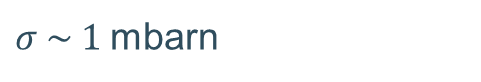 σ ~ 1 mbarn